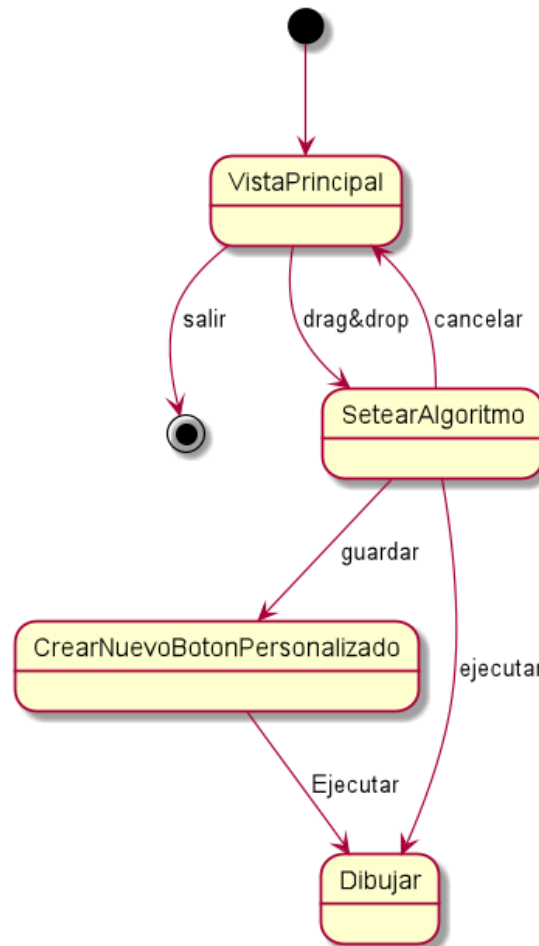 VistaPrincipal
salir
drag&drop
cancelar
SetearAlgoritmo
guardar
CrearNuevoBotonPersonalizado
ejecutar
Ejecutar
Dibujar